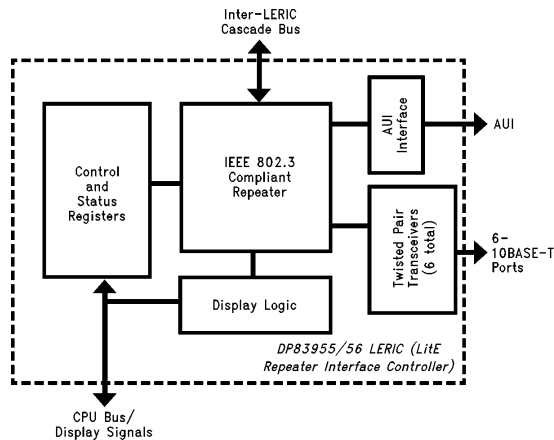 Inter-LERIC
Cascade Bus
Control
and
Status
Registers
IEEE 802.3
Compliant
Repeater
AUI
Interface
AUI
Twisted Pair
Transceivers
(6 total)
6-
10BASE-T
Ports
Display Logic
DP83955/56 LERIC (LitE
Repeater Interface Controller)
CPU Bus/
Display Signals